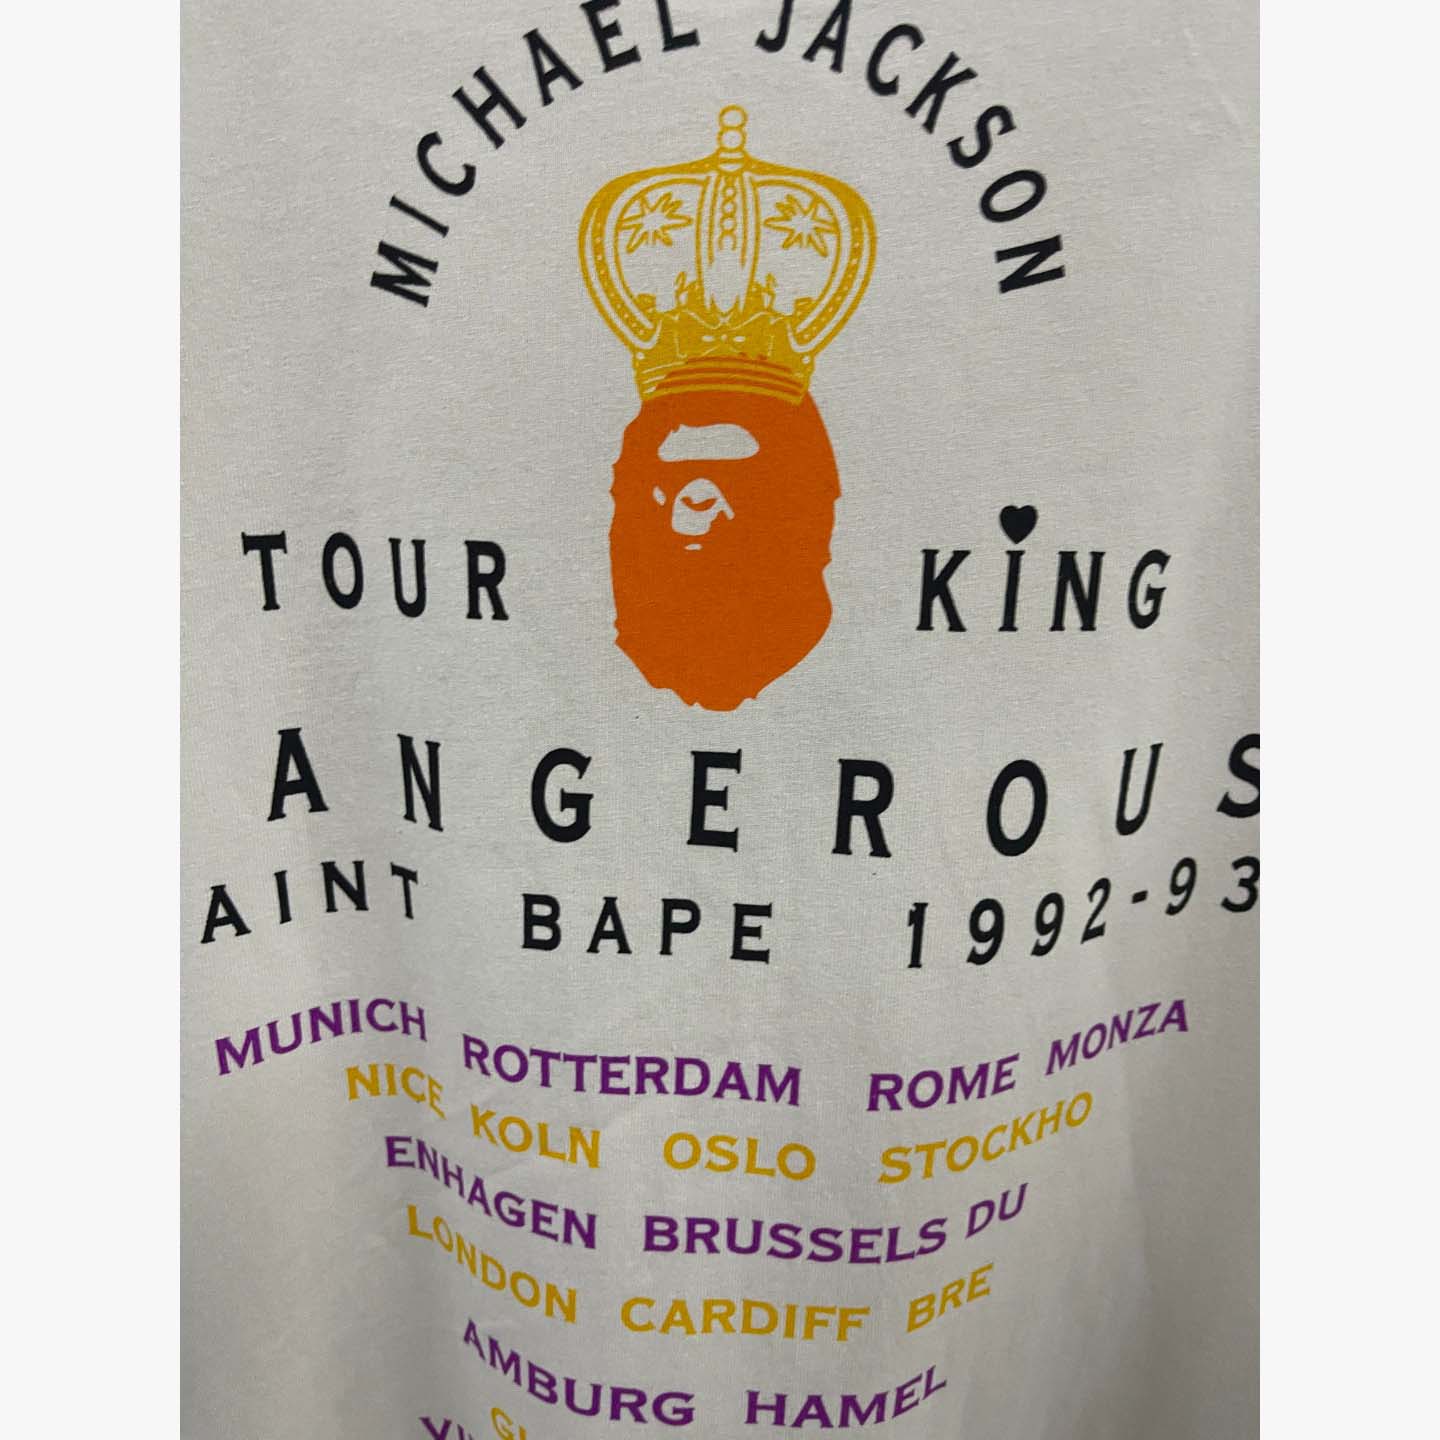 MICHAEL JACKSON
TOUR KING
ANGEROUS
AINT BAPE 1992-93
MUNICH ROTTERDAM ROME MONZA
NICE KOLN OSLO STOCKHO
ENHAGEN BRUSSELS DU
LONDON CARDIFF BRE
AMBURG HAMEL